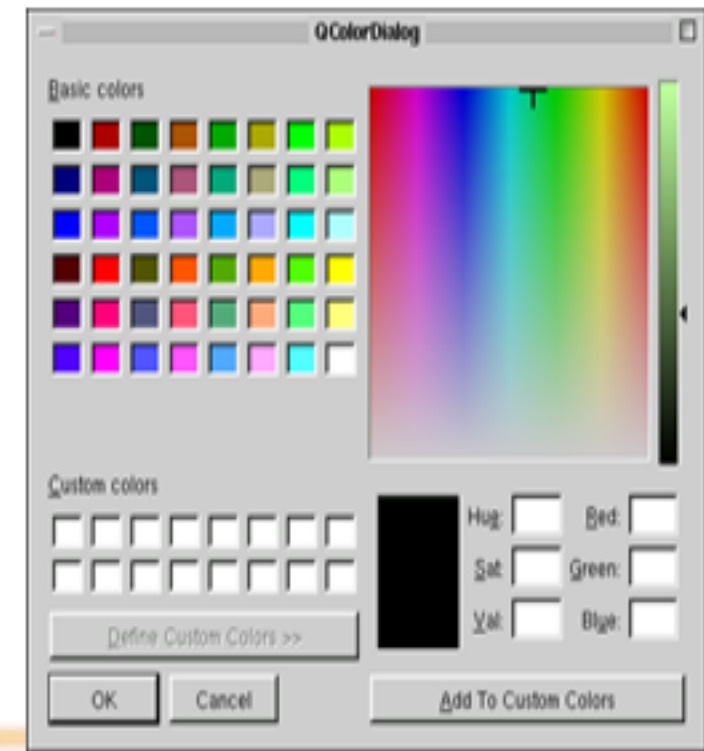 QColorDialog
Basic colors
Custom colors
Hue: Red:
Sat: Green:
Val: Blue:
Define Custom Colors >>
OK Cancel Add To Custom Colors